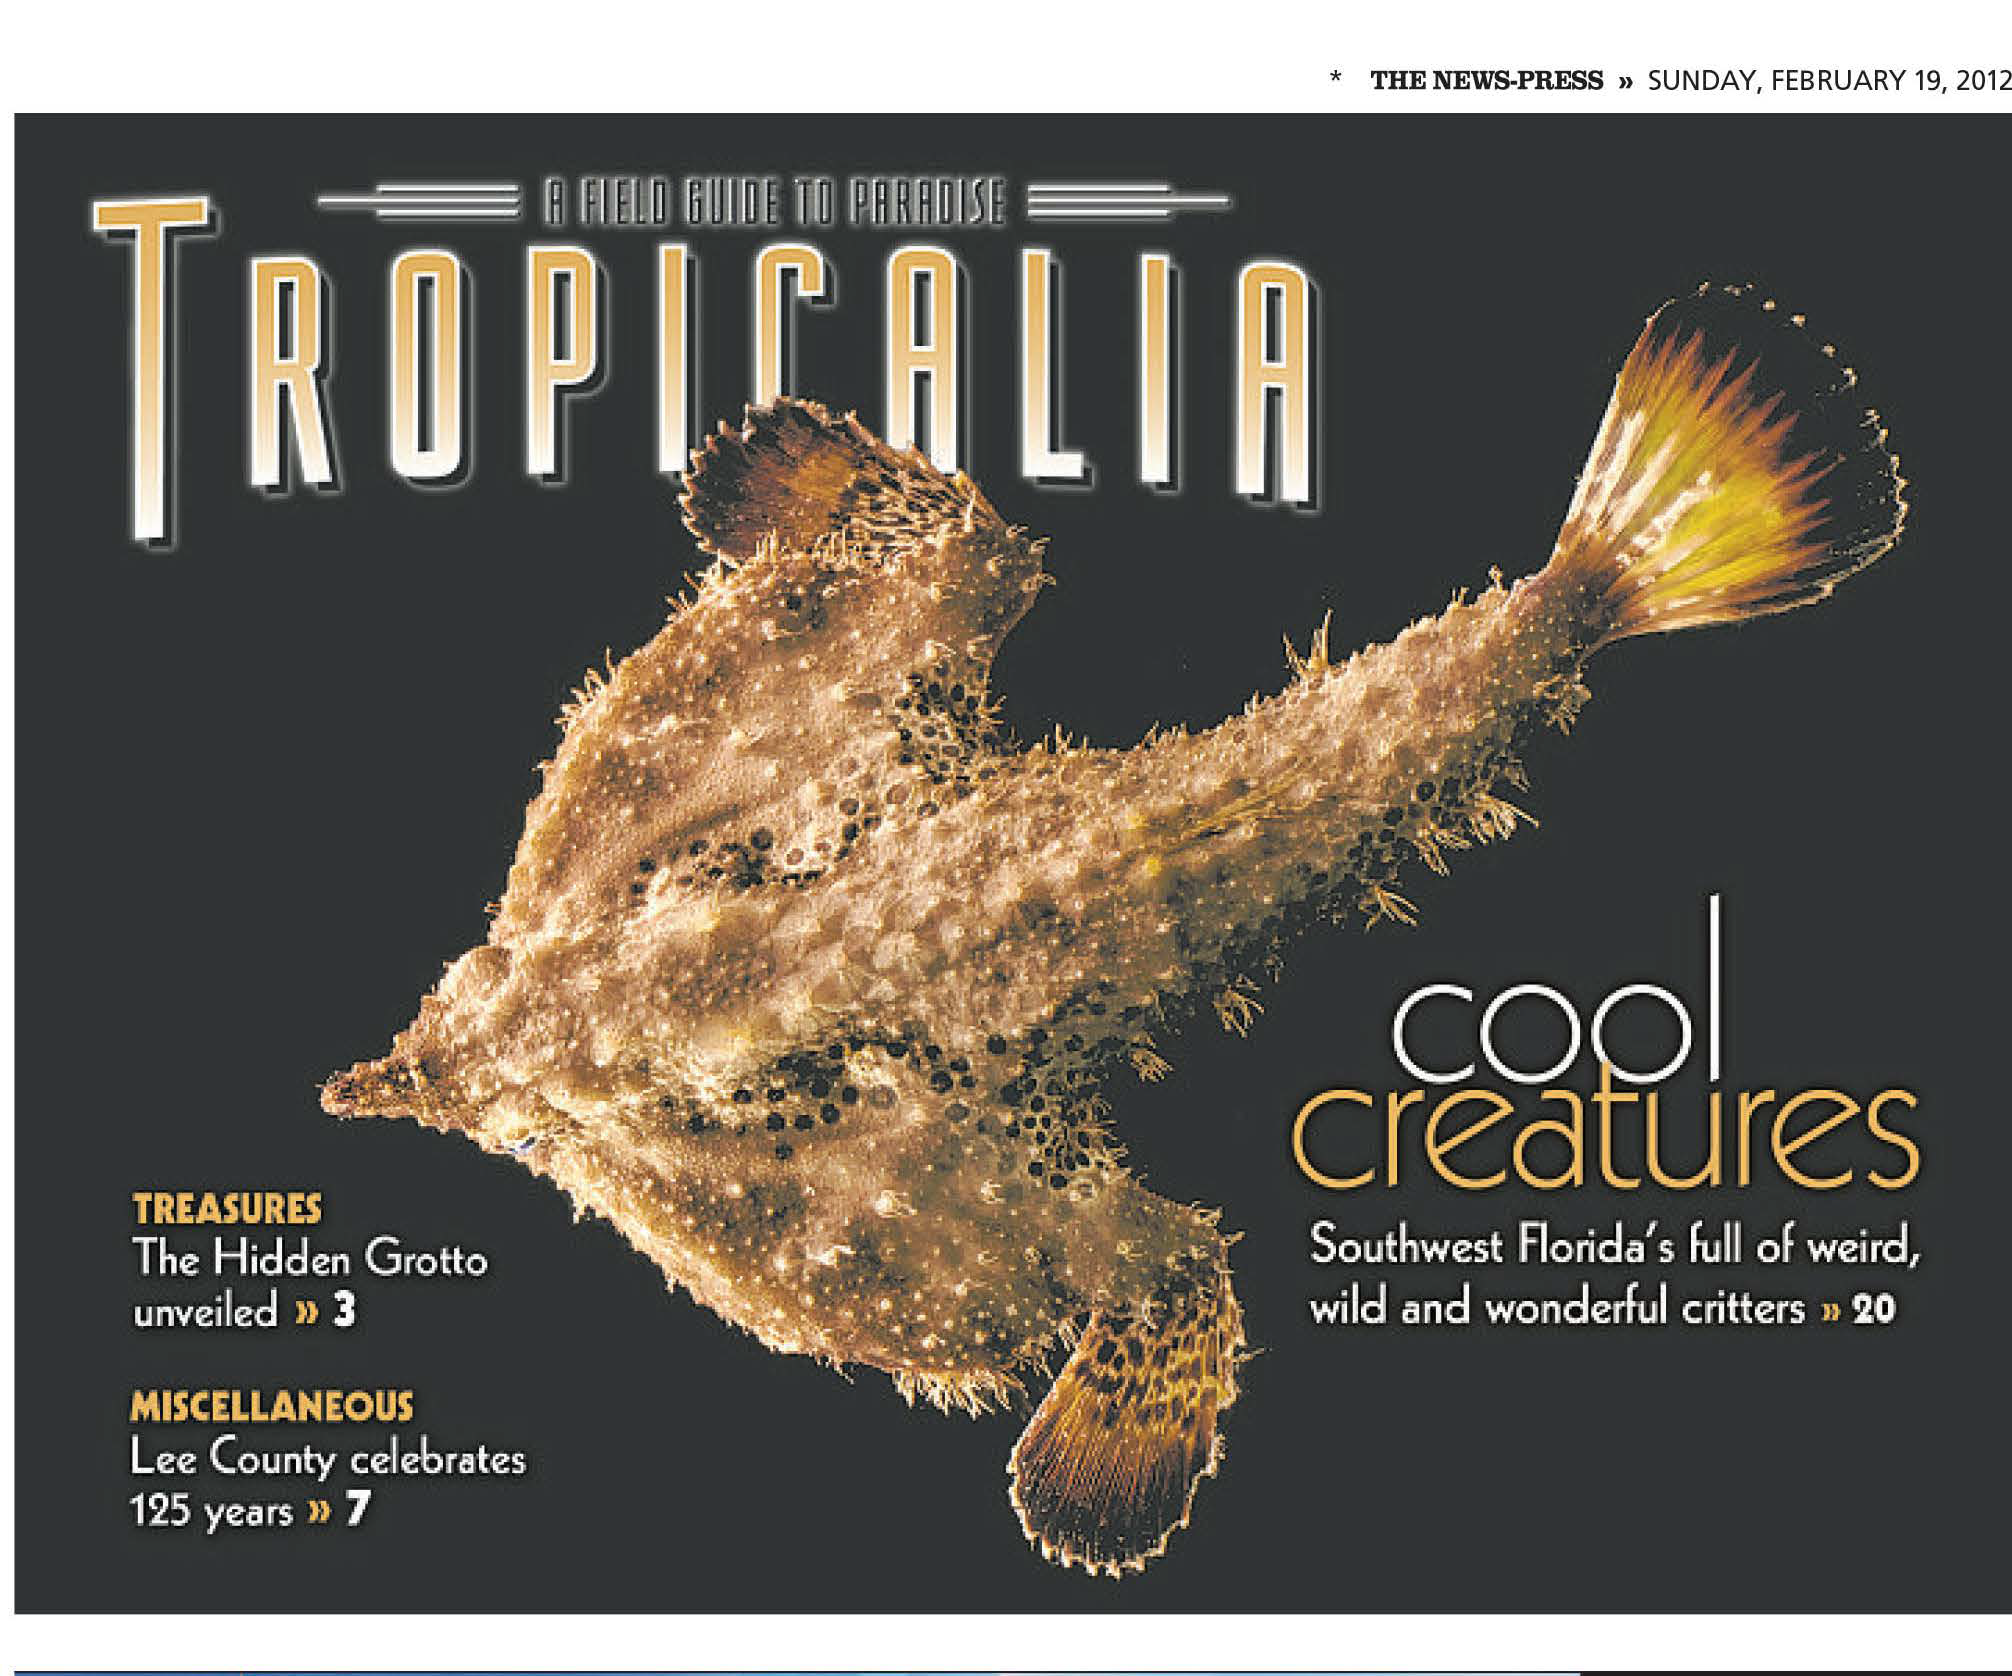 * THE NEWS-PRESS » SUNDAY, FEBRUARY 19, 2012
A FIELD GUIDE TO PARADISE
TROPICALIA
cool
creatures
Southwest Florida's full of weird,
wild and wonderful critters » 20
TREASURES
The Hidden Grotto
unveiled » 3
MISCELLANEOUS
Lee County celebrates
125 years » 7